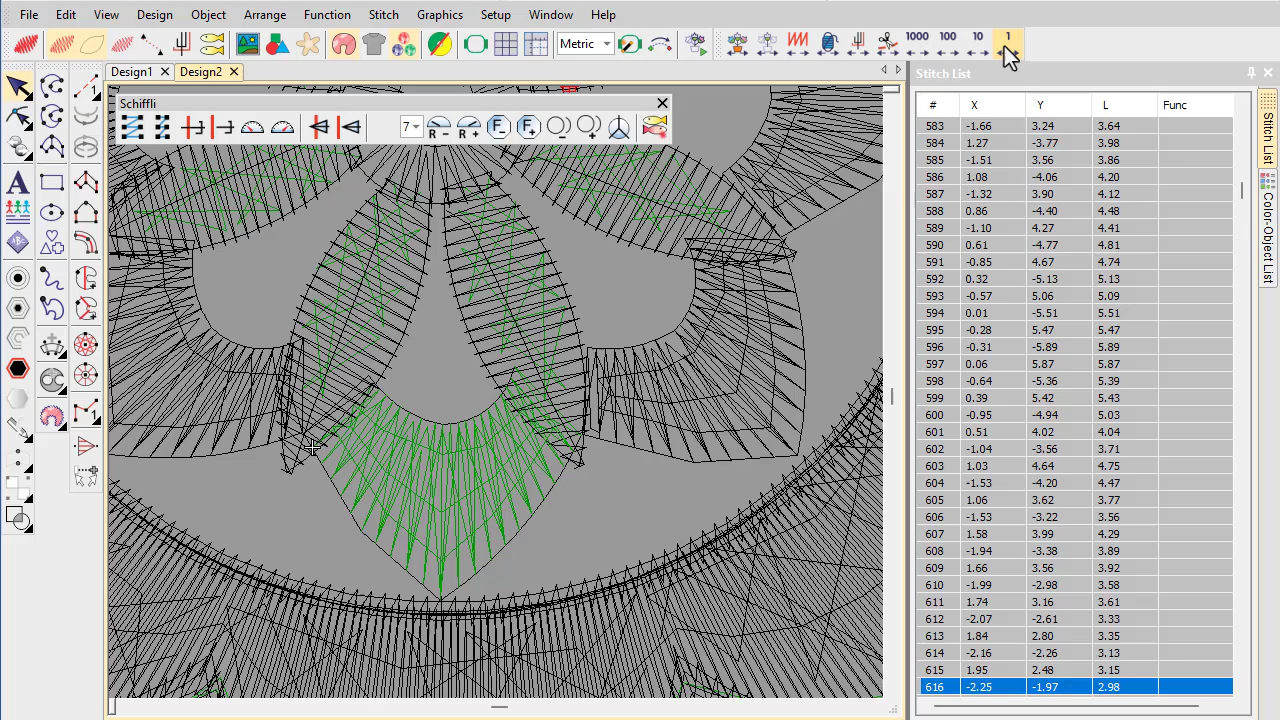 File Edit View Design Object Arrange Function Stitch Graphics Setup Window Help
Metric 1000 100 10 1
Design1 Design2
Stitch List
Schiffli
7 R - R + F - F +
# X Y L Func
583 -1.66 3.24 3.64
584 1.27 -3.77 3.98
585 -1.51 3.56 3.86
586 1.08 -4.06 4.20
587 -1.32 3.90 4.12
588 0.86 -4.40 4.48
589 -1.10 4.27 4.41
590 0.61 -4.77 4.81
591 -0.85 4.67 4.74
592 0.32 -5.13 5.13
593 -0.57 5.06 5.09
594 0.01 -5.51 5.51
595 -0.28 5.47 5.47
596 -0.31 -5.89 5.89
597 0.06 5.87 5.87
598 -0.64 -5.36 5.39
599 0.39 5.42 5.43
600 -0.95 -4.94 5.03
601 0.51 4.02 4.04
602 -1.04 -3.56 3.71
603 1.03 4.64 4.75
604 -1.53 -4.20 4.47
605 1.06 3.62 3.77
606 -1.53 -3.22 3.56
607 1.58 3.99 4.29
608 -1.94 -3.38 3.89
609 1.66 3.56 3.92
610 -1.99 -2.98 3.58
611 1.74 3.16 3.61
612 -2.07 -2.61 3.33
613 1.84 2.80 3.35
614 -2.16 -2.26 3.13
615 1.95 2.48 3.15
616 -2.25 -1.97 2.98
Stitch List
Color-Object List